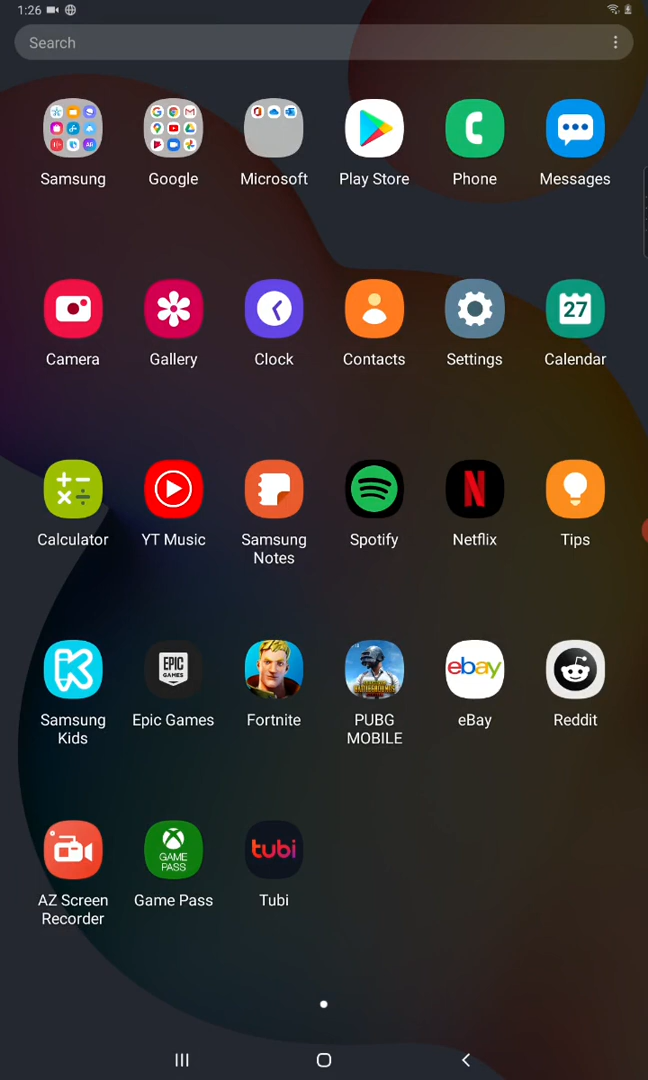 1:26
Search
Samsung
Google
Microsoft
Play Store
Phone
Messages
27
Camera
Gallery
Clock
Contacts
Settings
Calendar
Calculator
YT Music
Samsung
Notes
Spotify
Netflix
Tips
N
EPIC
GAMES
ebay
Samsung
Kids
Epic Games
Fortnite
PUBG
MOBILE
eBay
Reddit
GAME
PASS
tubi
AZ Screen
Recorder
Game Pass
Tubi